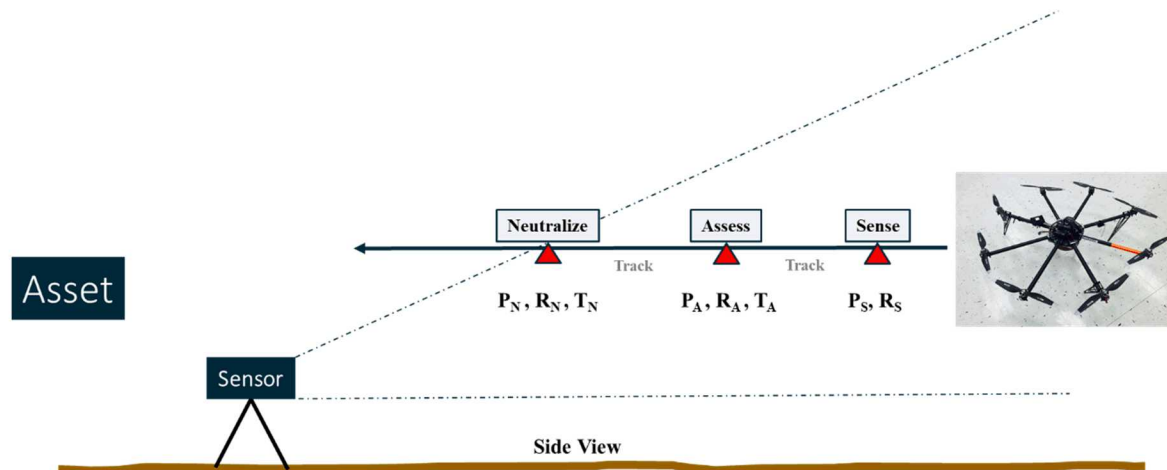 Neutralize Assess Sense
Track Track
P_N, R_N, T_N P_A, R_A, T_A P_S, R_S
Asset
Sensor
Side View